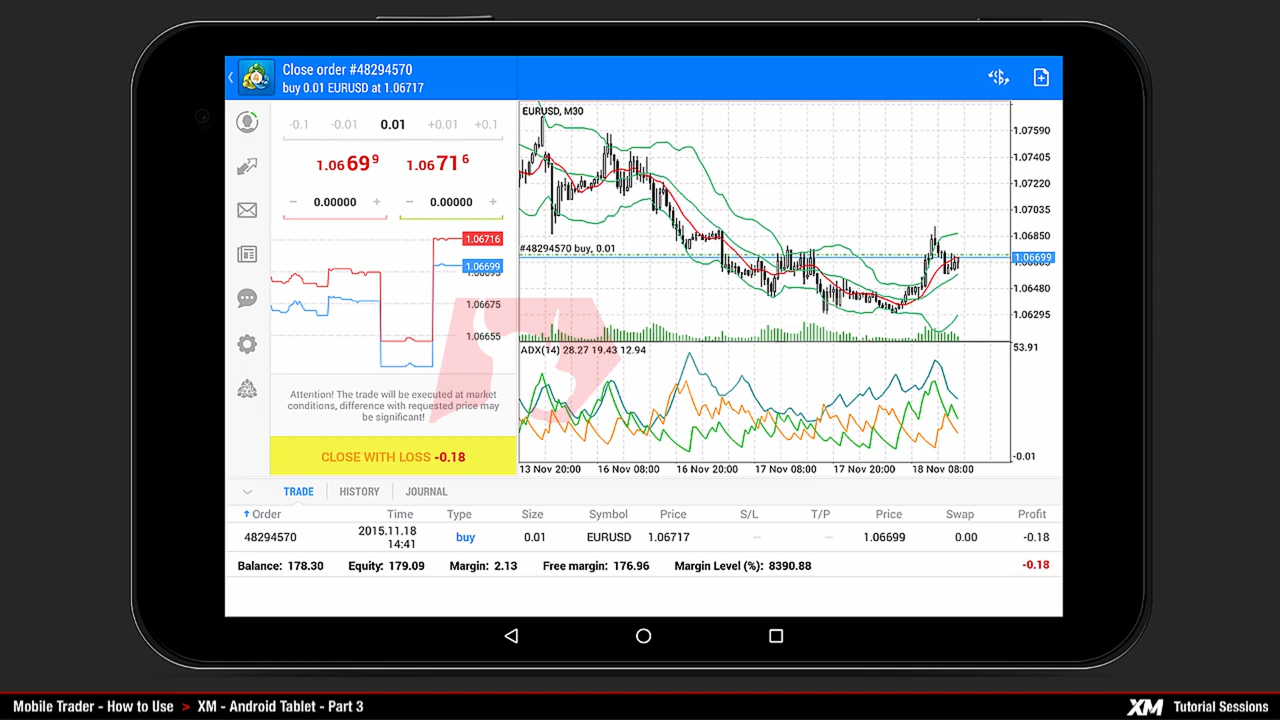 Close order #48294570
buy 0.01 EURUSD at 1.06717
-0.1 -0.01 0.01 +0.01 +0.1
1.06699 1.06716
− 0.00000 + − 0.00000 +
1.06716
1.06699
1.06675
1.06655
Attention! The trade will be executed at market
conditions, difference with requested price may
be significant!
CLOSE WITH LOSS -0.18
EURUSD, M30
#48294570 buy, 0.01
1.07590
1.07405
1.07220
1.07035
1.06850
1.06699
1.06480
1.06295
ADX(14) 28.27 19.43 12.94
53.91
-0.01
13 Nov 20:00 16 Nov 08:00 16 Nov 20:00 17 Nov 08:00 17 Nov 20:00 18 Nov 08:00
TRADE HISTORY JOURNAL
Order Time Type Size Symbol Price S/L T/P Price Swap Profit
48294570 2015.11.18 14:41 buy 0.01 EURUSD 1.06717 — — 1.06699 0.00 -0.18
Balance: 178.30 Equity: 179.09 Margin: 2.13 Free margin: 176.96 Margin Level (%): 8390.88 -0.18
Mobile Trader - How to Use > XM - Android Tablet - Part 3
XM Tutorial Sessions